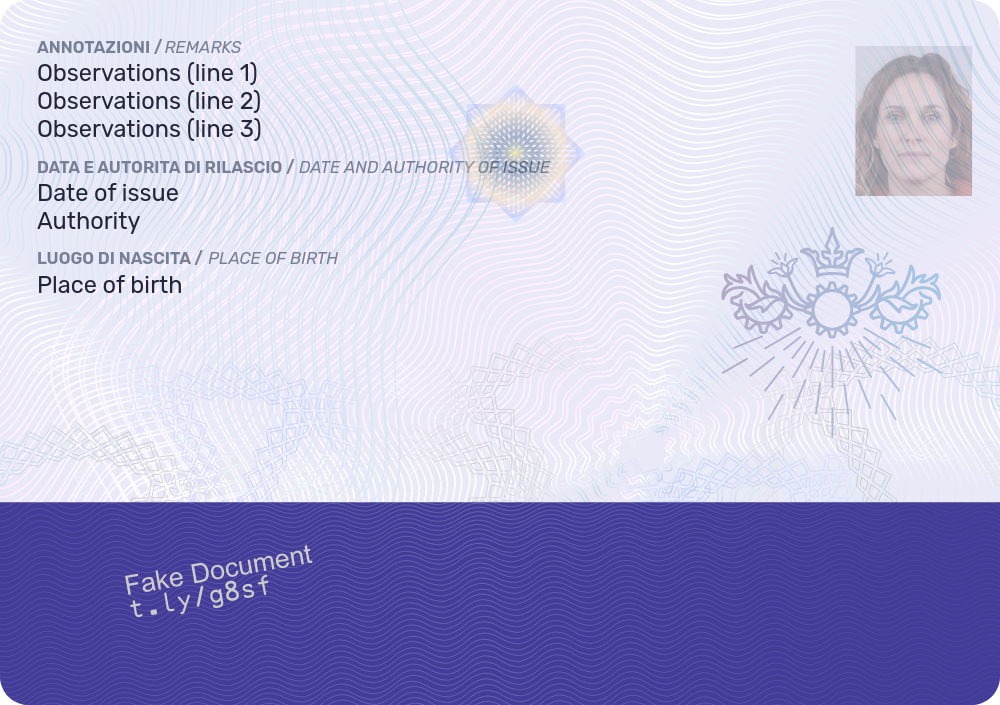 ANNOTAZIONI / REMARKS
Observations (line 1)
Observations (line 2)
Observations (line 3)
DATA E AUTORITA DI RILASCIO / DATE AND AUTHORITY OF ISSUE
Date of issue
Authority
LUOGO DI NASCITA / PLACE OF BIRTH
Place of birth
Fake Document
t.ly/g8sf